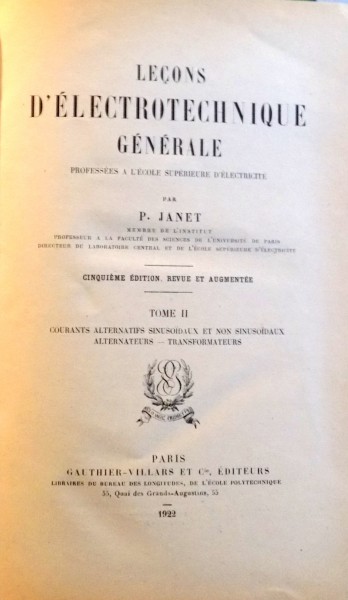 LEÇONS
D'ÉLECTROTECHNIQUE
GÉNÉRALE
PROFESSÉES A L'ÉCOLE SUPÉRIEURE D'ÉLECTRICITÉ
PAR
P. JANET
MEMBRE DE L'INSTITUT
PROFESSEUR A LA FACULTÉ DES SCIENCES DE L'UNIVERSITÉ DE PARIS
DIRECTEUR DU LABORATOIRE CENTRAL ET DE L'ÉCOLE SUPÉRIEURE D'ÉLECTRICITÉ
CINQUIÈME ÉDITION, REVUE ET AUGMENTÉE
TOME II
COURANTS ALTERNATIFS SINUSOÏDAUX ET NON SINUSOÏDAUX
ALTERNATEURS — TRANSFORMATEURS
PARIS
GAUTHIER-VILLARS ET Cie, ÉDITEURS
LIBRAIRES DU BUREAU DES LONGITUDES, DE L'ÉCOLE POLYTECHNIQUE
55, Quai des Grands-Augustins, 55
1922